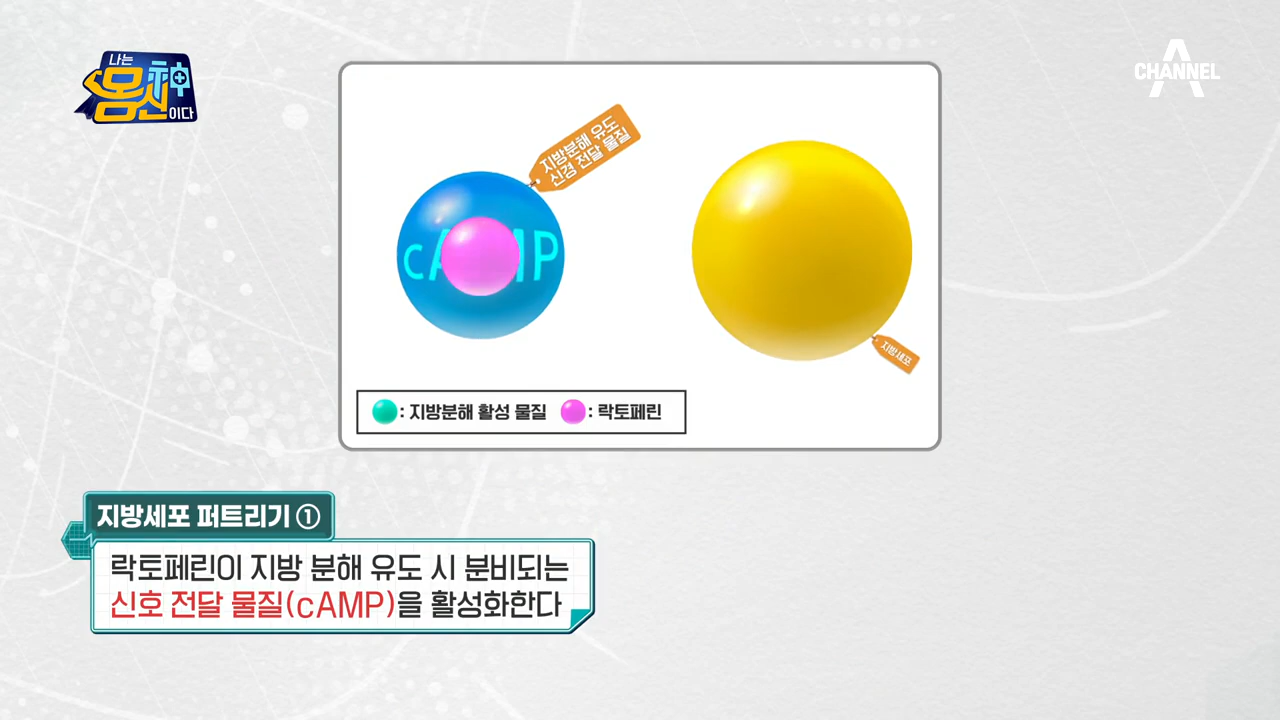 나는
몸神
신이다
CHANNEL A
지방분해 유도
신경 전달 물질
cAMP
지방세포
: 지방분해 활성 물질 : 락토페린
지방세포 퍼트리기 ①
락토페린이 지방 분해 유도 시 분비되는
신호 전달 물질(cAMP)을 활성화한다